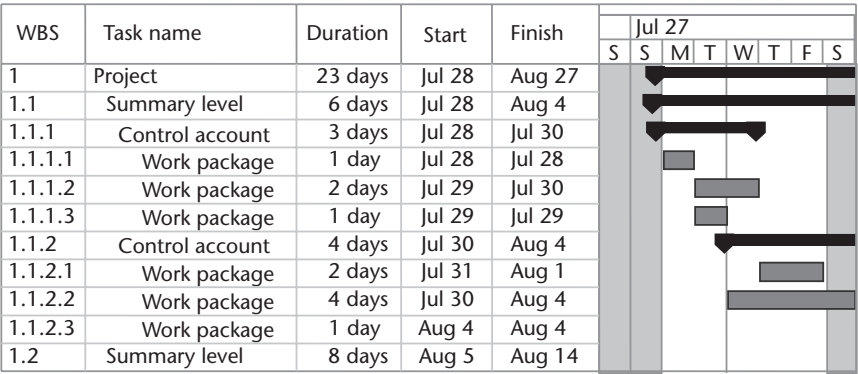 WBS Task name Duration Start Finish Jul 27
S S M T W T F S
1 Project 23 days Jul 28 Aug 27
1.1 Summary level 6 days Jul 28 Aug 4
1.1.1 Control account 3 days Jul 28 Jul 30
1.1.1.1 Work package 1 day Jul 28 Jul 28
1.1.1.2 Work package 2 days Jul 29 Jul 30
1.1.1.3 Work package 1 day Jul 29 Jul 29
1.1.2 Control account 4 days Jul 30 Aug 4
1.1.2.1 Work package 2 days Jul 31 Aug 1
1.1.2.2 Work package 4 days Jul 30 Aug 4
1.1.2.3 Work package 1 day Aug 4 Aug 4
1.2 Summary level 8 days Aug 5 Aug 14